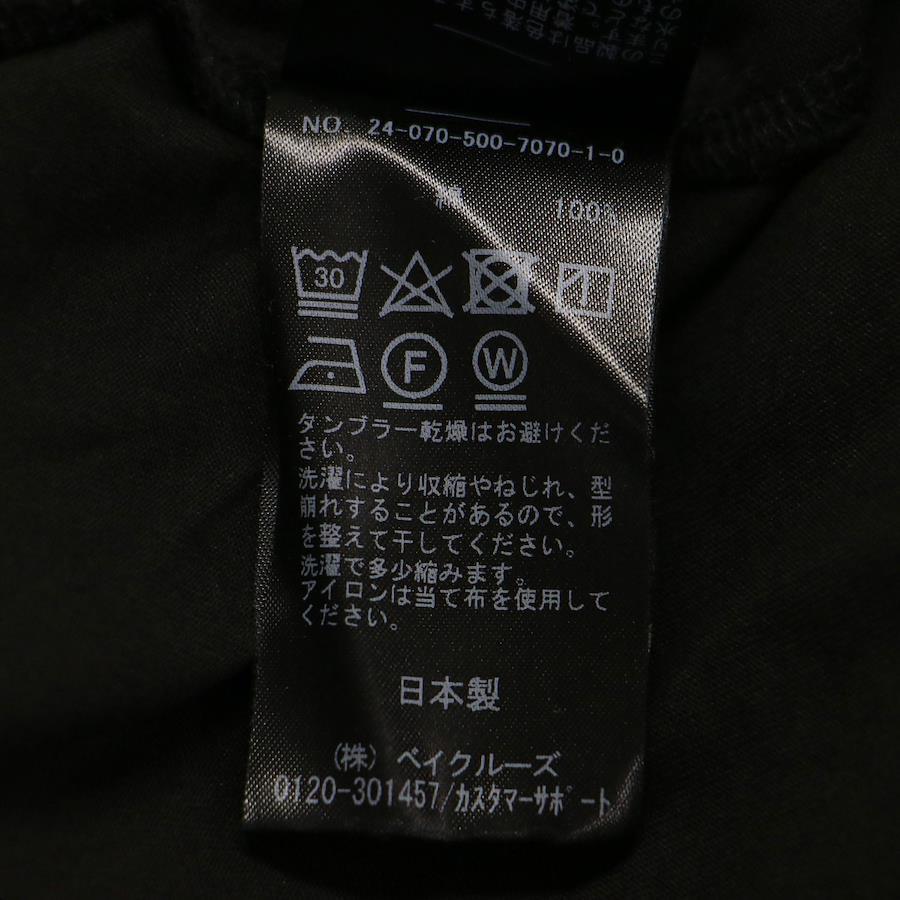 NO. 24-070-500-7070-1-0
綿 100%
30
F W
タンブラー乾燥はお避けくだ
さい。
洗濯により収縮やねじれ、型
崩れすることがあるので、形
を整えて干してください。
洗濯で多少縮みます。
アイロンは当て布を使用して
ください。
日本製
(株) ベイクルーズ
0120-301457/カスタマーサポート